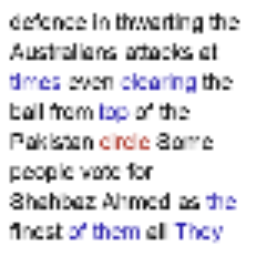 defence in thwarting the
Australians attacks at
times even clearing the
ball from top of the
Pakistan circle Some
people vote for
Shahbaz Ahmed as the
finest of them all They